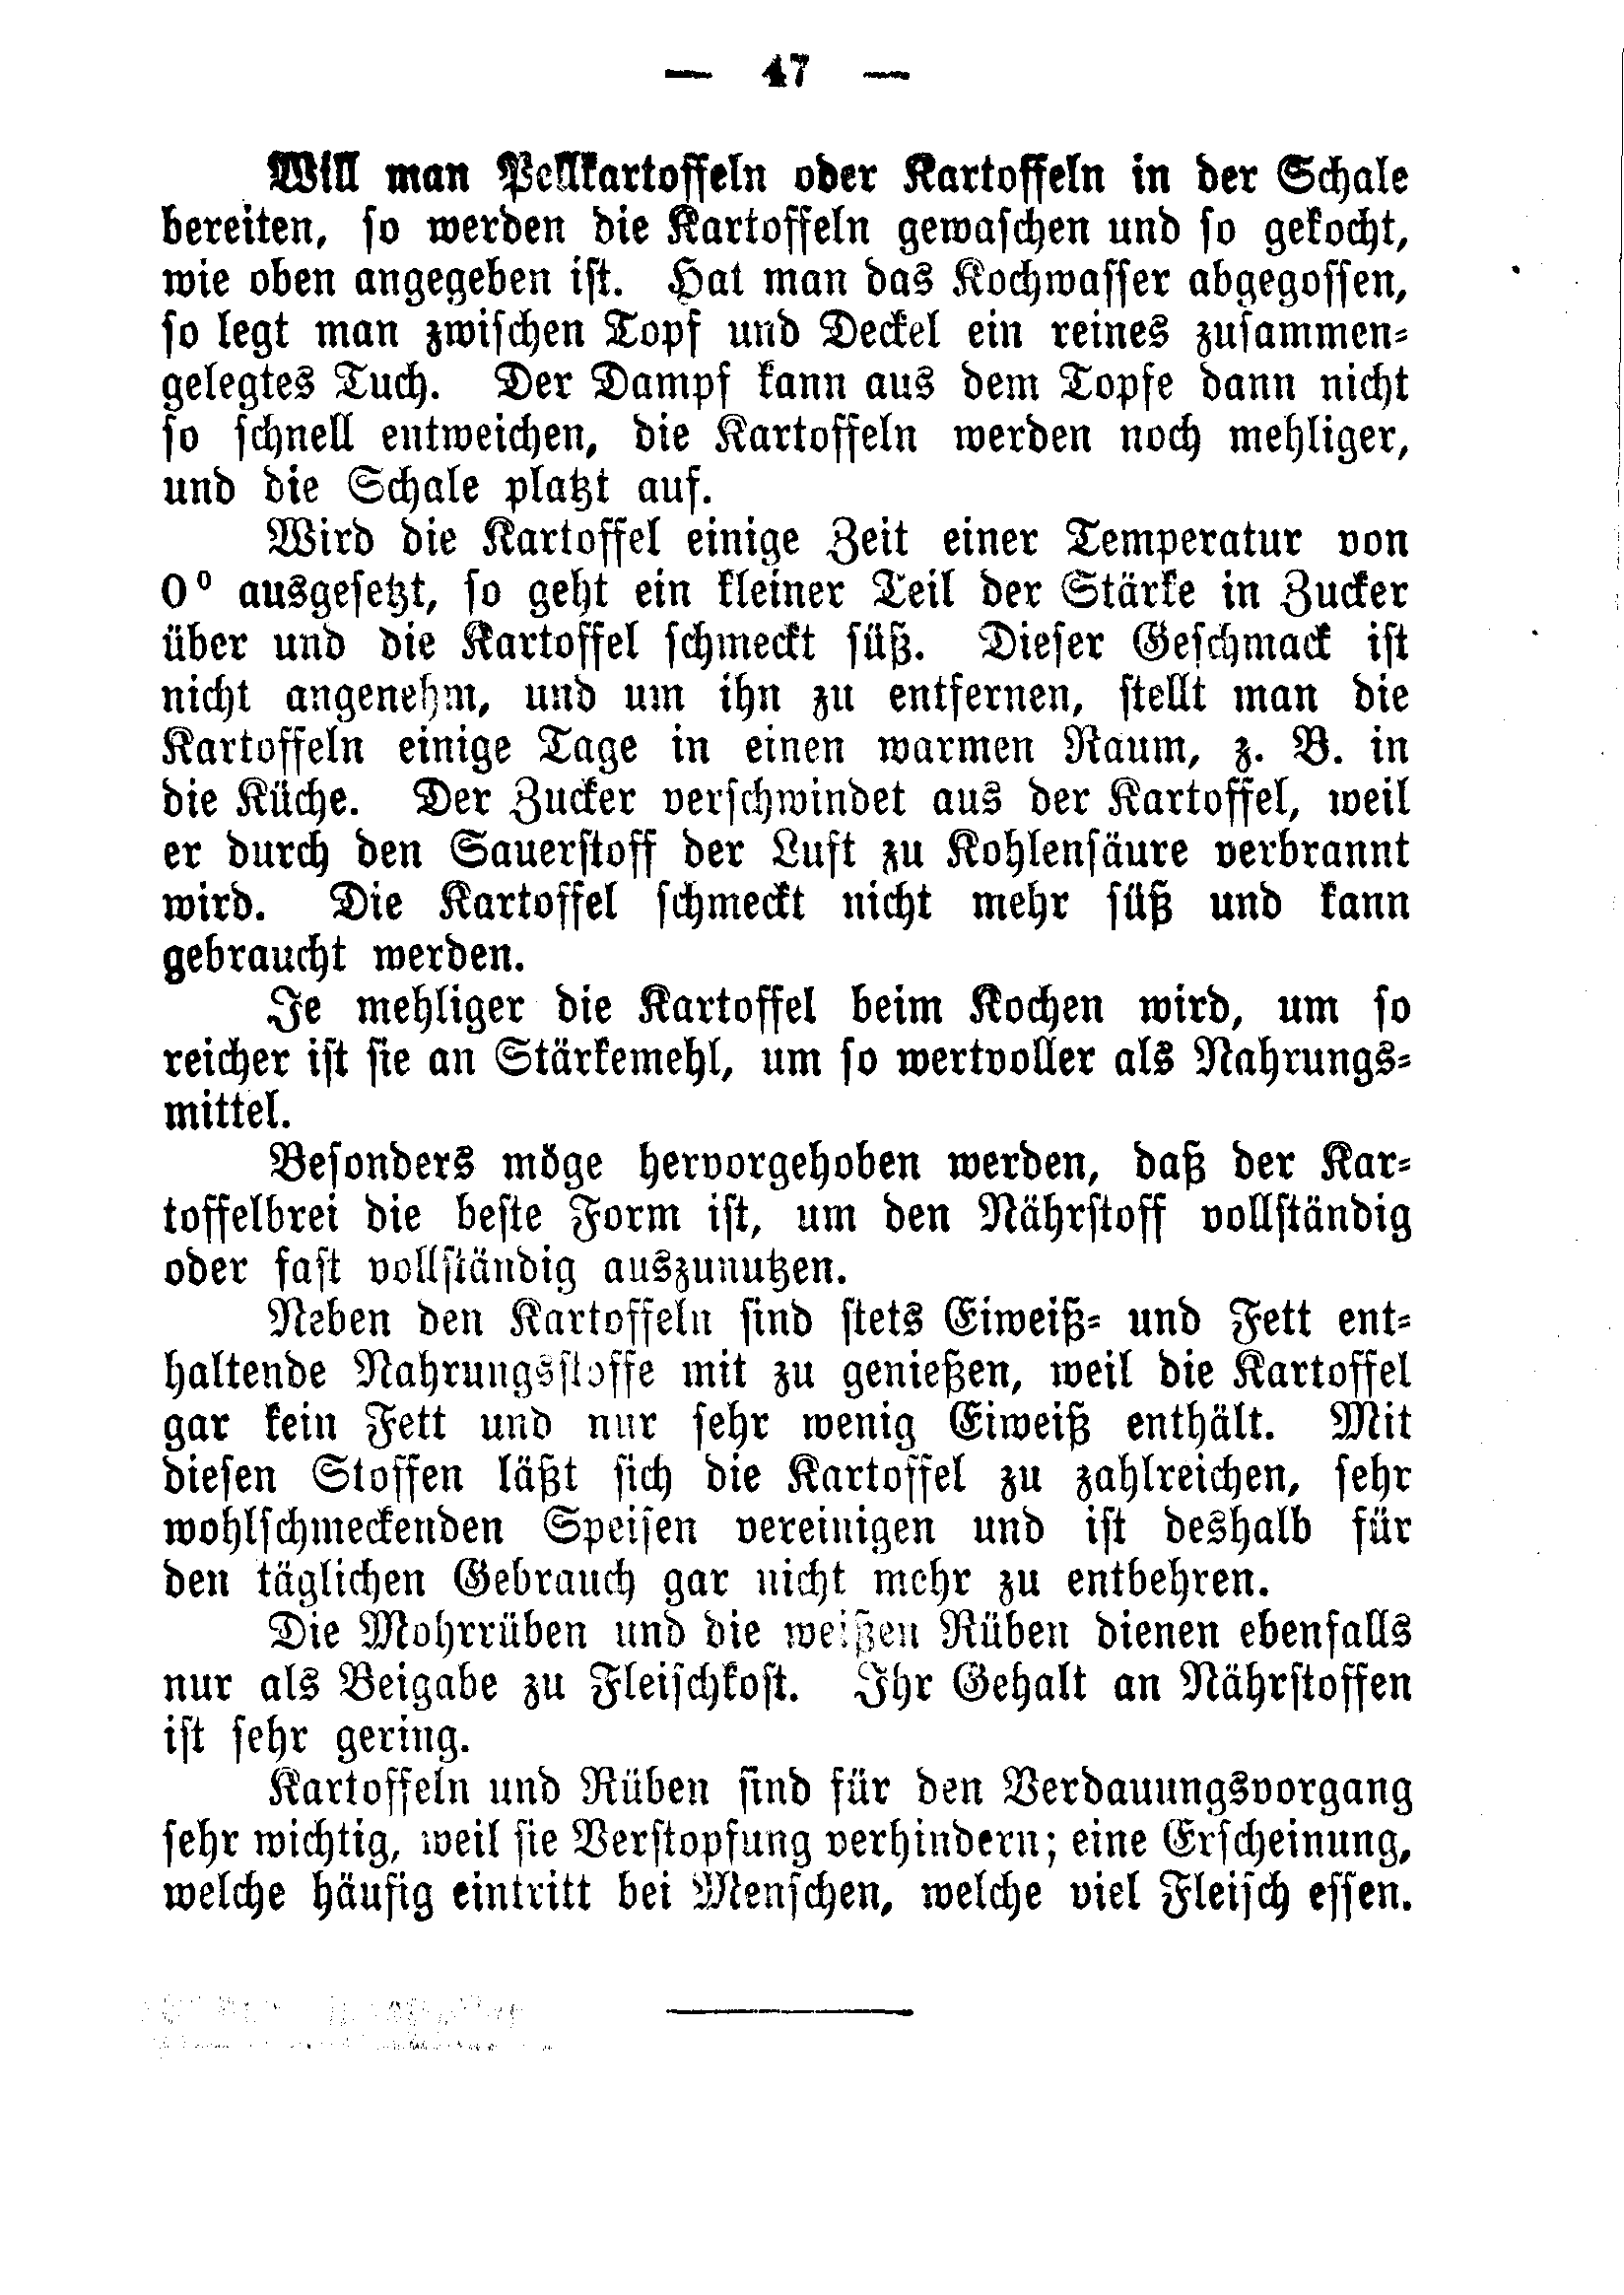 — 47 —
Will man Pellkartoffeln oder Kartoffeln in der Schale
bereiten, so werden die Kartoffeln gewaschen und so gekocht,
wie oben angegeben ist. Hat man das Kochwasser abgegossen,
so legt man zwischen Topf und Deckel ein reines zusammen-
gelegtes Tuch. Der Dampf kann aus dem Topfe dann nicht
so schnell entweichen, die Kartoffeln werden noch mehliger,
und die Schale platzt auf.
Wird die Kartoffel einige Zeit einer Temperatur von
0° ausgesetzt, so geht ein kleiner Teil der Stärke in Zucker
über und die Kartoffel schmeckt süß. Dieser Geschmack ist
nicht angenehm, und um ihn zu entfernen, stellt man die
Kartoffeln einige Tage in einen warmen Raum, z. B. in
die Küche. Der Zucker verschwindet aus der Kartoffel, weil
er durch den Sauerstoff der Luft zu Kohlensäure verbrannt
wird. Die Kartoffel schmeckt nicht mehr süß und kann
gebraucht werden.
Je mehliger die Kartoffel beim Kochen wird, um so
reicher ist sie an Stärkemehl, um so wertvoller als Nahrungs-
mittel.
Besonders möge hervorgehoben werden, daß der Kar-
toffelbrei die beste Form ist, um den Nährstoff vollständig
oder fast vollständig auszunutzen.
Neben den Kartoffeln sind stets Eiweiß- und Fett ent-
haltende Nahrungsstoffe mit zu genießen, weil die Kartoffel
gar kein Fett und nur sehr wenig Eiweiß enthält. Mit
diesen Stoffen läßt sich die Kartoffel zu zahlreichen, sehr
wohlschmeckenden Speisen vereinigen und ist deshalb für
den täglichen Gebrauch gar nicht mehr zu entbehren.
Die Mohrrüben und die weißen Rüben dienen ebenfalls
nur als Beigabe zu Fleischkost. Ihr Gehalt an Nährstoffen
ist sehr gering.
Kartoffeln und Rüben sind für den Verdauungsvorgang
sehr wichtig, weil sie Verstopfung verhindern; eine Erscheinung,
welche häufig eintritt bei Menschen, welche viel Fleisch essen.